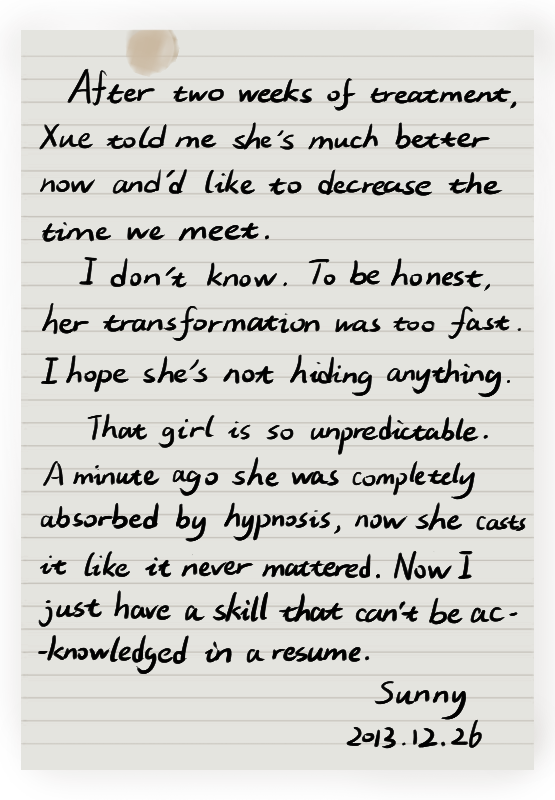 After two weeks of treatment,
Xue told me she's much better
now and'd like to decrease the
time we meet.
I don't know. To be honest,
her transformation was too fast.
I hope she's not hiding anything.
That girl is so unpredictable.
A minute ago she was completely
absorbed by hypnosis, now she casts
it like it never mattered. Now I
just have a skill that can't be ac-
-knowledged in a resume.
Sunny
2013.12.26